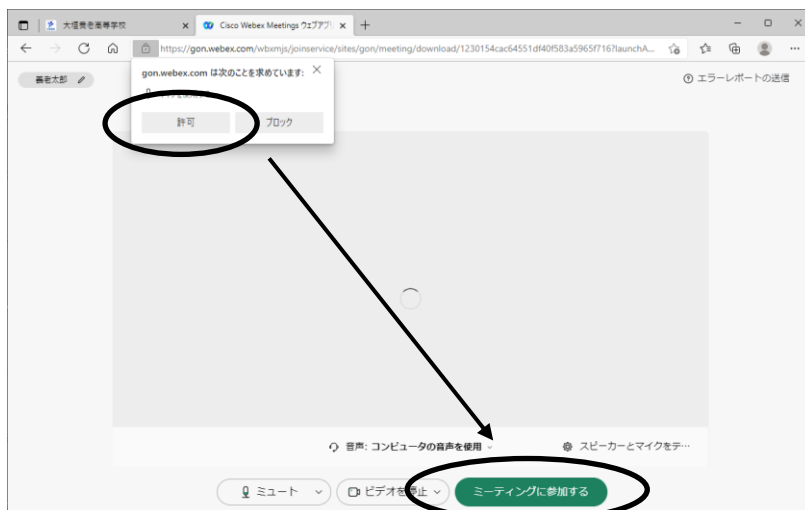 大垣養老高等学校
Cisco Webex Meetings ウェブアプリ
https://gon.webex.com/wbxmjs/joinservice/sites/gon/meeting/download/1230154cac64551df40f583a5965f716?launchA...
養老太郎
gon.webex.com は次のことを求めています:
エラーレポートの送信
許可
ブロック
音声: コンピュータの音声を使用
スピーカーとマイクをテ…
ミュート
ビデオを停止
ミーティングに参加する